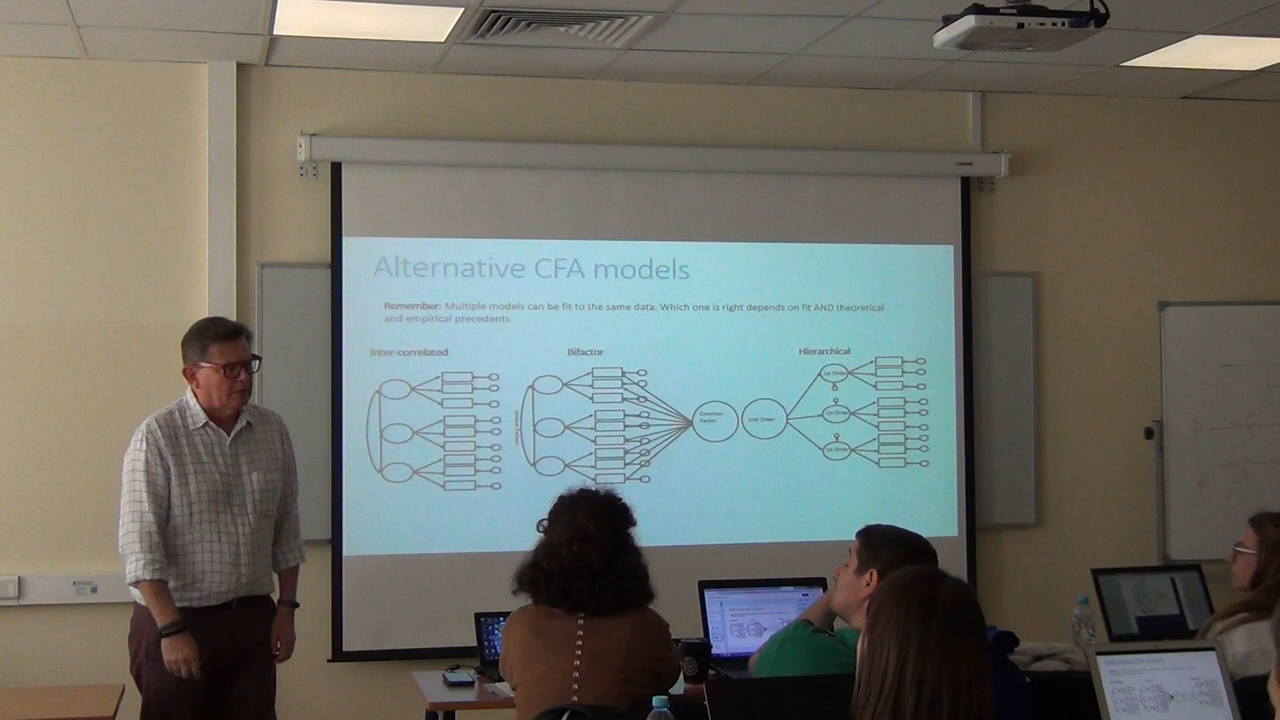 Alternative CFA models
Remember: Multiple models can be fit to the same data. Which one is right depends on fit AND theoretical
and empirical precedents
Inter-correlated
Bifactor
Hierarchical
Common
Factor
2nd Order
1st Order
1st Order
1st Order